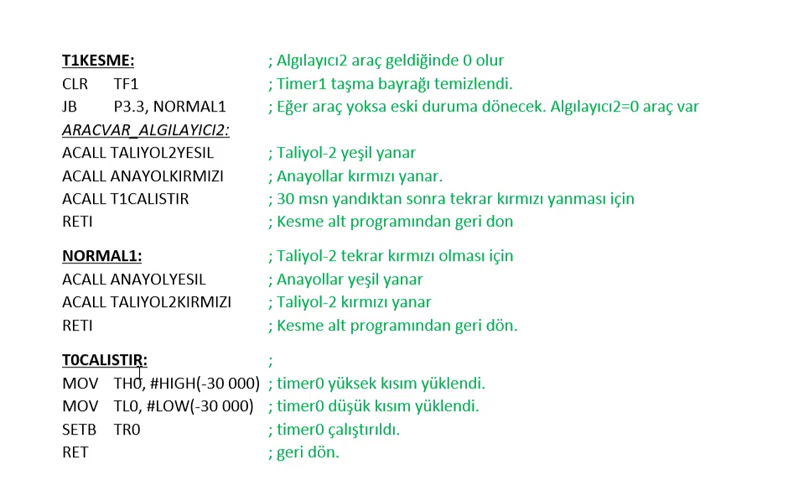 T1KESME: ; Algılayıcı2 araç geldiğinde 0 olur
CLR TF1 ; Timer1 taşma bayrağı temizlendi.
JB P3.3, NORMAL1 ; Eğer araç yoksa eski duruma dönecek. Algılayıcı2=0 araç var
ARACVAR_ALGILAYICI2:
ACALL TALIYOL2YESIL ; Taliyol-2 yeşil yanar
ACALL ANAYOLKIRMIZI ; Anayollar kırmızı yanar.
ACALL T1CALISTIR ; 30 msn yandıktan sonra tekrar kırmızı yanması için
RETI ; Kesme alt programından geri don
NORMAL1: ; Taliyol-2 tekrar kırmızı olması için
ACALL ANAYOLYESIL ; Anayollar yeşil yanar
ACALL TALIYOL2KIRMIZI ; Taliyol-2 kırmızı yanar
RETI ; Kesme alt programından geri dön.
T0CALISTIR: ;
MOV TH0, #HIGH(-30 000) ; timer0 yüksek kısım yüklendi.
MOV TL0, #LOW(-30 000) ; timer0 düşük kısım yüklendi.
SETB TR0 ; timer0 çalıştırıldı.
RET ; geri dön.